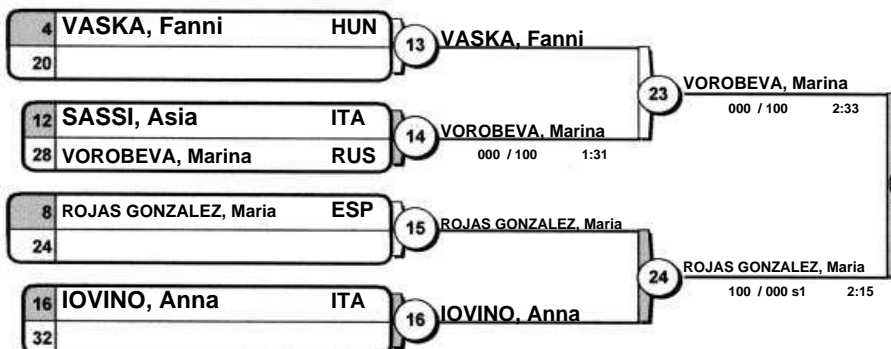 4 VASKA, Fanni HUN
20
13 VASKA, Fanni
12 SASSI, Asia ITA
28 VOROBEVA, Marina RUS
14 VOROBEVA, Marina
000 / 100 1:31
23 VOROBEVA, Marina
000 / 100 2:33
8 ROJAS GONZALEZ, Maria ESP
24
15 ROJAS GONZALEZ, Maria
16 IOVINO, Anna ITA
32
16 IOVINO, Anna
24 ROJAS GONZALEZ, Maria
100 / 000 s1 2:15